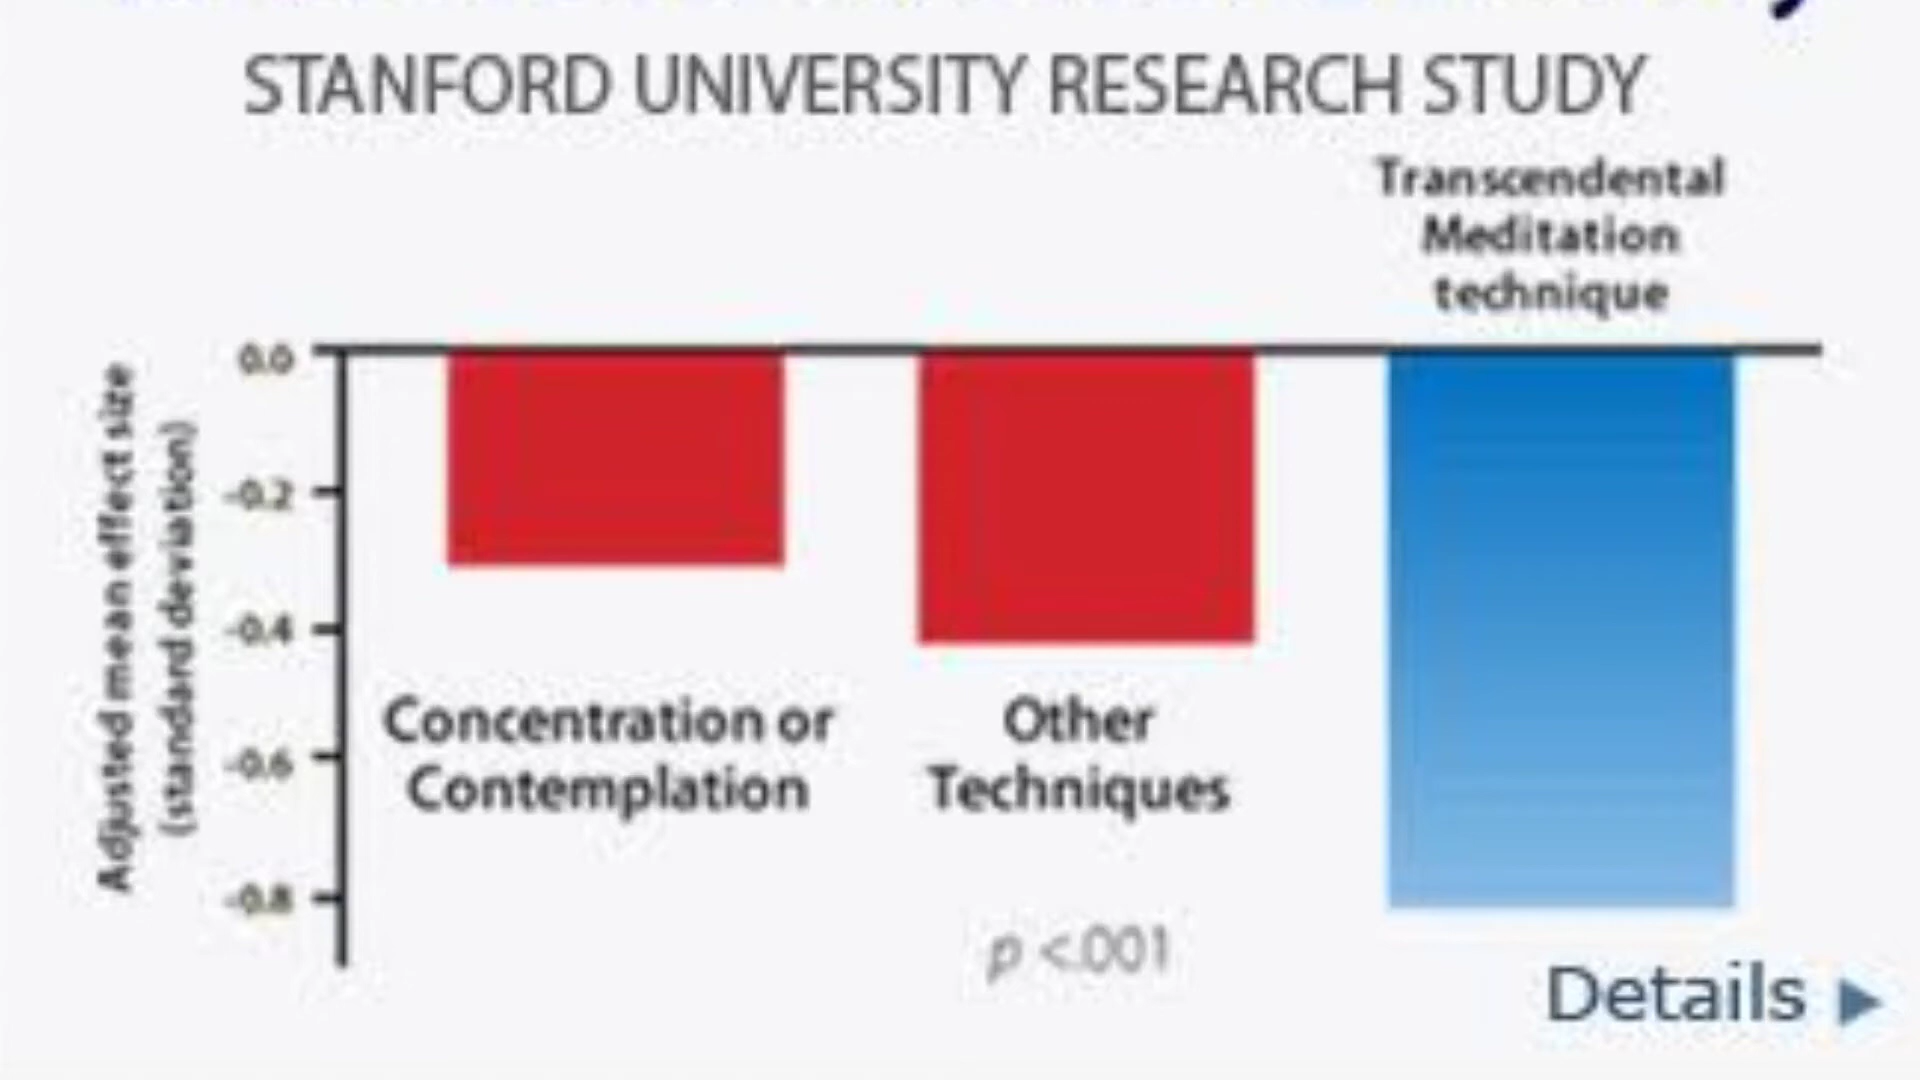 STANFORD UNIVERSITY RESEARCH STUDY
Transcendental
Meditation
technique
Adjusted mean effect size
(standard deviation)
0.0
-0.2
-0.4
-0.6
-0.8
Concentration or
Contemplation
Other
Techniques
p <.001
Details